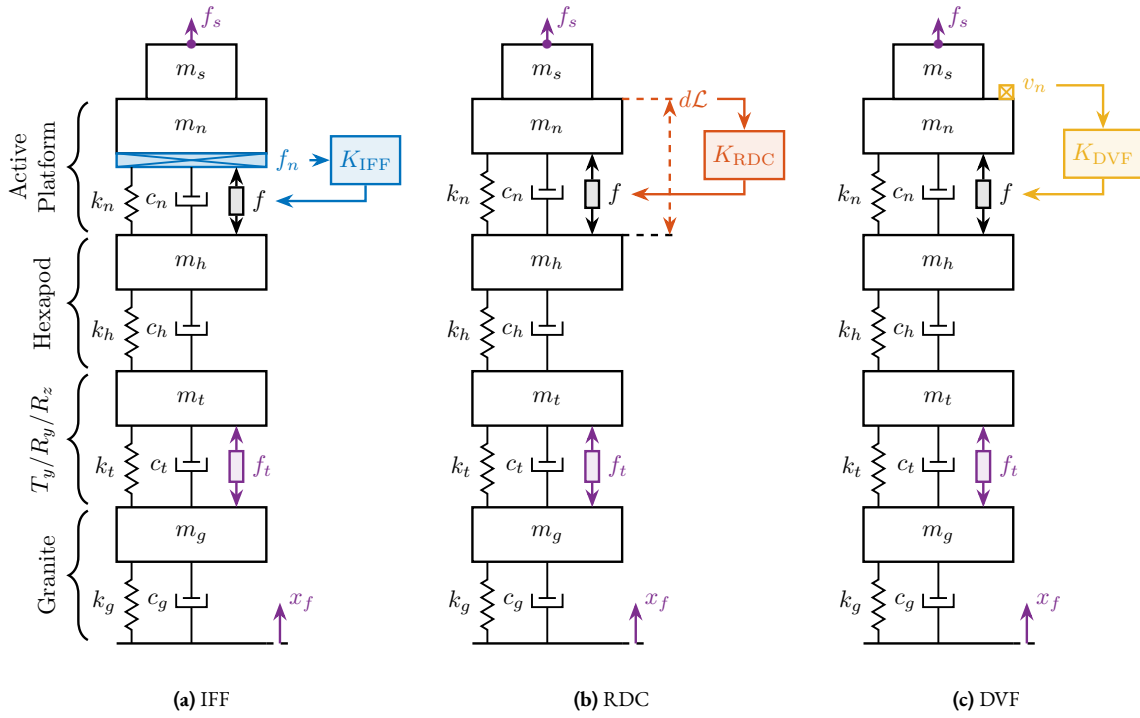 f_s
m_s
m_n
f_n
K_IFF
k_n
c_n
f
m_h
k_h
c_h
m_t
k_t
c_t
f_t
m_g
k_g
c_g
x_f
Active
Platform
Hexapod
T_y/R_y/R_z
Granite
(a) IFF
f_s
m_s
m_n
dℒ
K_RDC
k_n
c_n
f
m_h
k_h
c_h
m_t
k_t
c_t
f_t
m_g
k_g
c_g
x_f
(b) RDC
f_s
m_s
v_n
m_n
K_DVF
k_n
c_n
f
m_h
k_h
c_h
m_t
k_t
c_t
f_t
m_g
k_g
c_g
x_f
(c) DVF